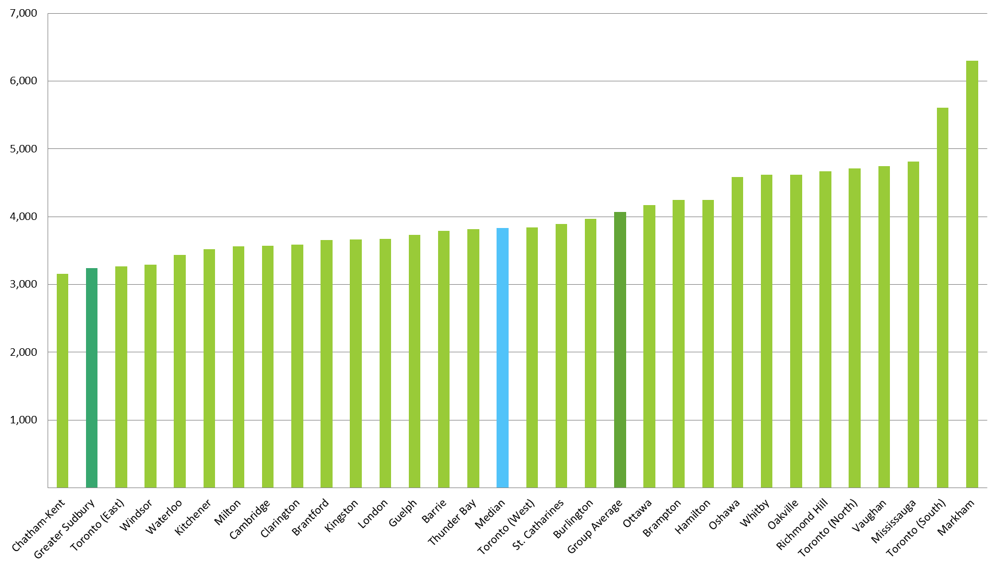 7,000
6,000
5,000
4,000
3,000
2,000
1,000
Chatham-Kent
Greater Sudbury
Toronto (East)
Windsor
Waterloo
Kitchener
Milton
Cambridge
Clarington
Brantford
Kingston
London
Guelph
Barrie
Thunder Bay
Median
Toronto (West)
St. Catharines
Burlington
Group Average
Ottawa
Brampton
Hamilton
Oshawa
Whitby
Oakville
Richmond Hill
Toronto (North)
Vaughan
Mississauga
Toronto (South)
Markham